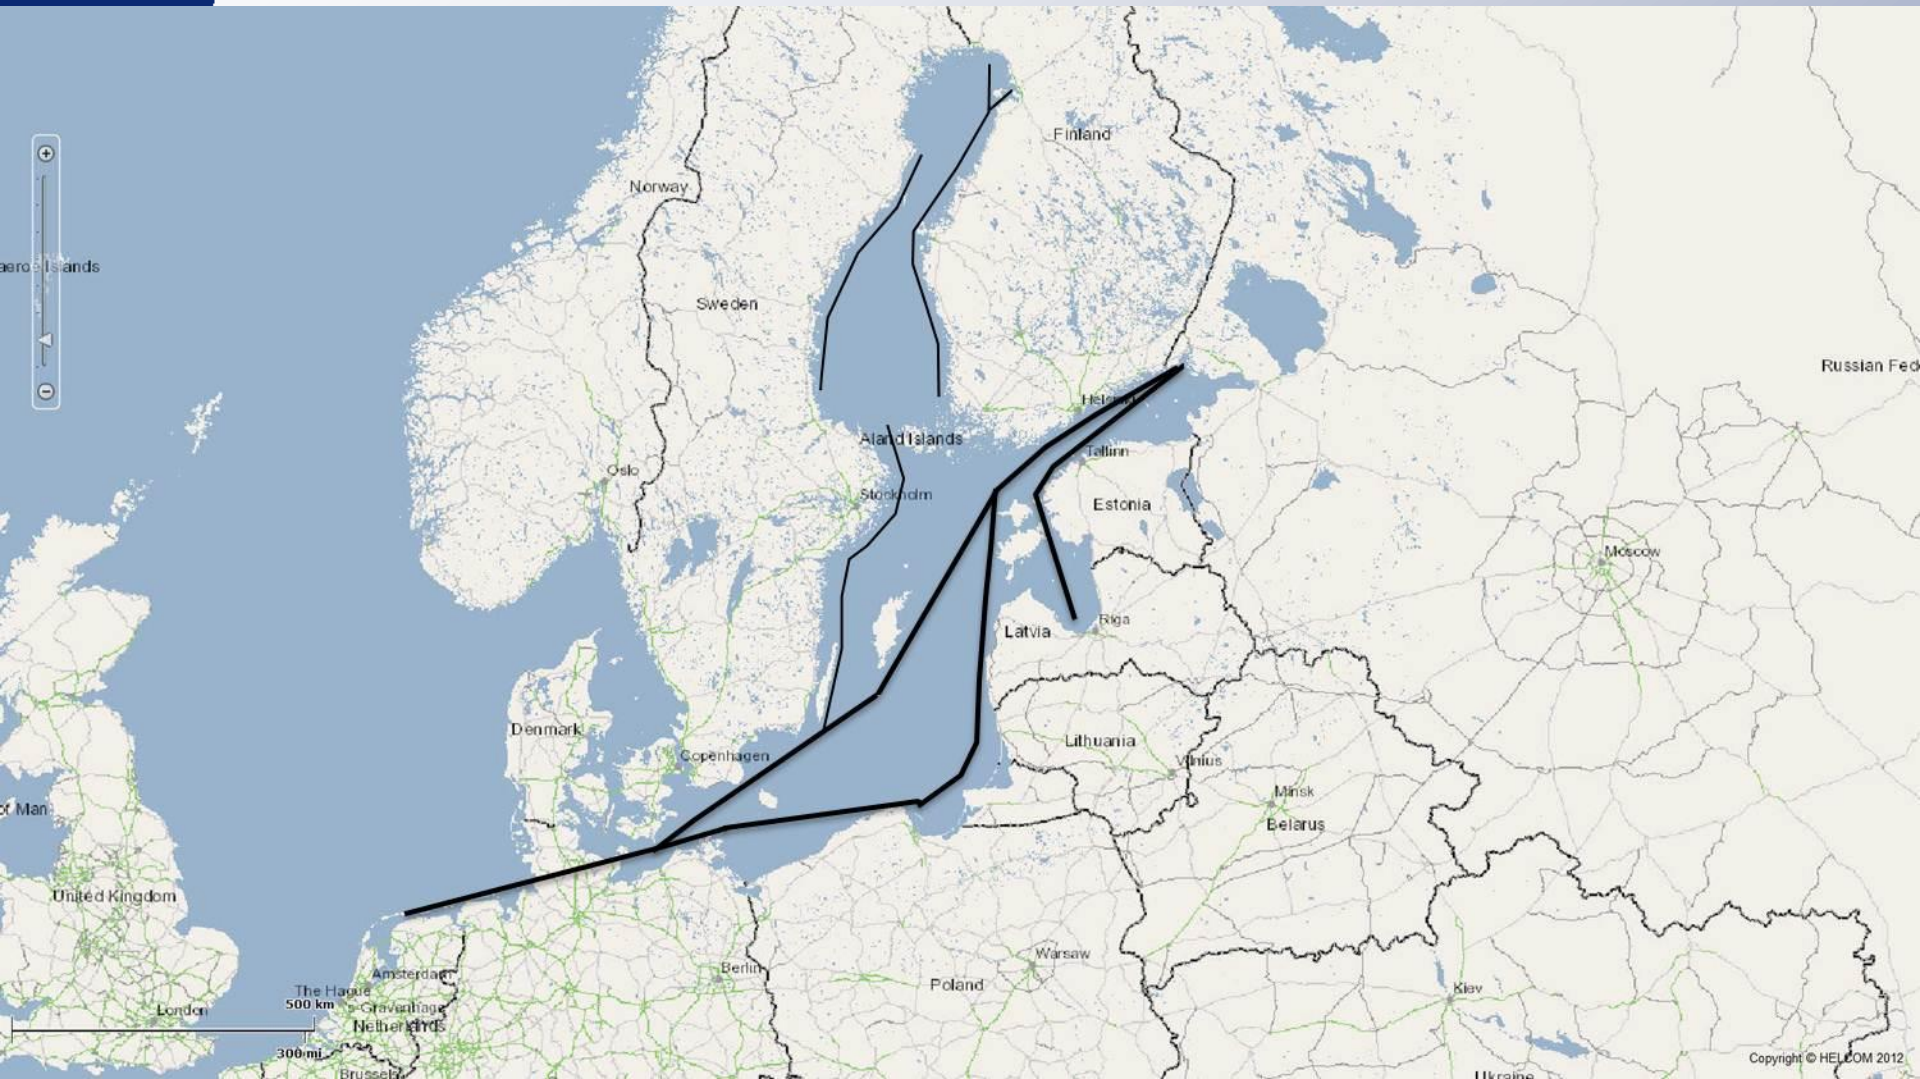 Finland
Norway
aeroe Islands
Sweden
Russian Fed
Helsin
Aland Islands
Tallinn
Oslo
Stockholm
Estonia
Moscow
Riga
Latvia
Denmark
Lithuania
Copenhagen
Vilnius
Minsk
of Man
Belarus
United Kingdom
Warsaw
Berlin
Amsterdam
Poland
The Hague
Kiev
500 km
's-Gravenhage
London
Netherlands
300 mi
Copyright © HELCOM 2012
Brussels
Ukraine